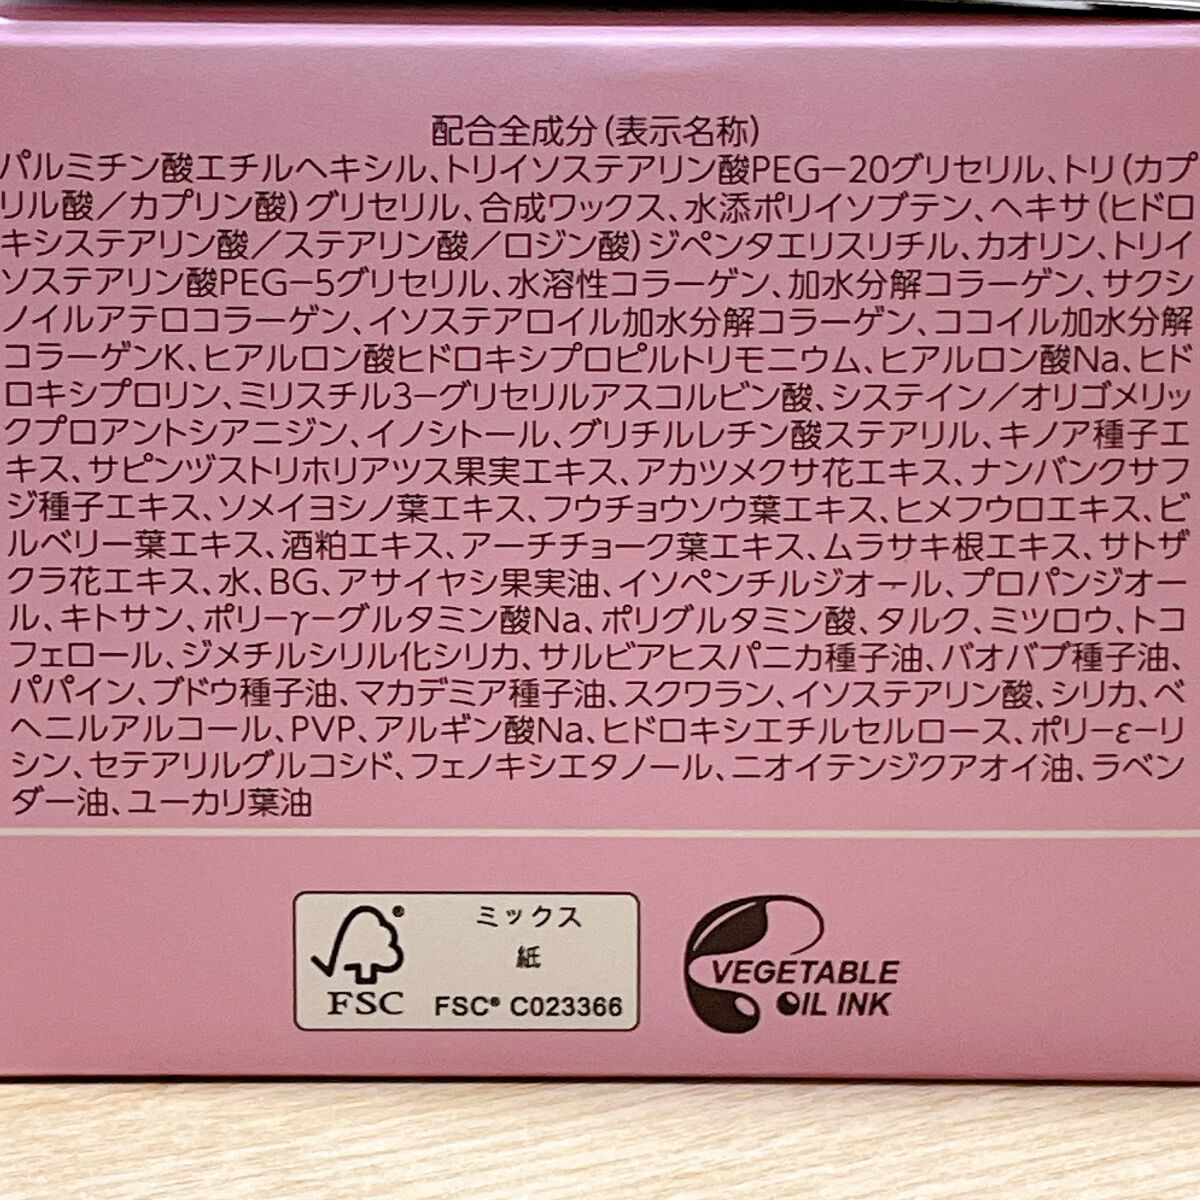 配合全成分(表示名称)
パルミチン酸エチルヘキシル、トリイソステアリン酸PEG−20グリセリル、トリ(カプ
リル酸／カプリン酸)グリセリル、合成ワックス、水添ポリイソブテン、ヘキサ(ヒドロ
キシステアリン酸／ステアリン酸／ロジン酸)ジペンタエリスリチル、カオリン、トリイ
ソステアリン酸PEG−5グリセリル、水溶性コラーゲン、加水分解コラーゲン、サクシ
ノイルアテロコラーゲン、イソステアロイル加水分解コラーゲン、ココイル加水分解
コラーゲンK、ヒアルロン酸ヒドロキシプロピルトリモニウム、ヒアルロン酸Na、ヒド
ロキシプロリン、ミリスチル3−グリセリルアスコルビン酸、システイン／オリゴメリッ
クプロアントシアニジン、イノシトール、グリチルレチン酸ステアリル、キノア種子エ
キス、サピンヅストリホリアツス果実エキス、アカツメクサ花エキス、ナンバンクサフ
ジ種子エキス、ソメイヨシノ葉エキス、フウチョウソウ葉エキス、ヒメフウロエキス、ビ
ルベリー葉エキス、酒粕エキス、アーチチョーク葉エキス、ムラサキ根エキス、サトザ
クラ花エキス、水、BG、アサイヤシ果実油、イソペンチルジオール、プロパンジオー
ル、キトサン、ポリ−γ−グルタミン酸Na、ポリグルタミン酸、タルク、ミツロウ、トコ
フェロール、ジメチルシリル化シリカ、サルビアヒスパニカ種子油、バオバブ種子油、
パパイン、ブドウ種子油、マカデミア種子油、スクワラン、イソステアリン酸、シリカ、ベ
ヘニルアルコール、PVP、アルギン酸Na、ヒドロキシエチルセルロース、ポリ−ε−リ
シン、セテアリルグルコシド、フェノキシエタノール、ニオイテンジクアオイ油、ラベン
ダー油、ユーカリ葉油
ミックス
紙
FSC® C023366
FSC
VEGETABLE
OIL INK